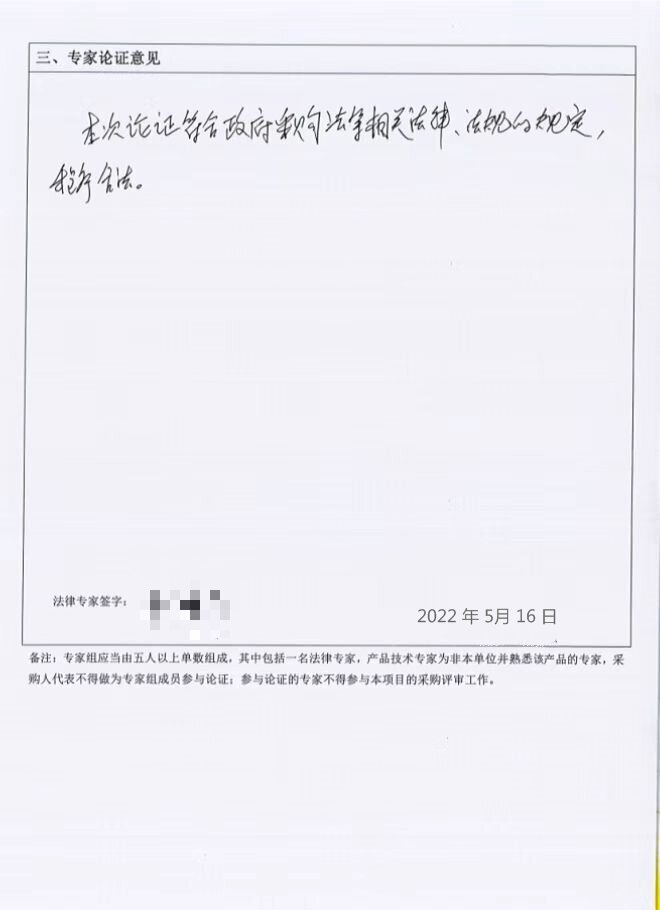 三、专家论证意见
本次论证符合政府采购法等相关法律、法规的规定，
程序合法。
法律专家签字：
2022 年 5月 16 日
备注：专家组应当由五人以上单数组成，其中包括一名法律专家，产品技术专家为非本单位并熟悉该产品的专家，采
购人代表不得做为专家组成员参与论证；参与论证的专家不得参与本项目的采购评审工作。